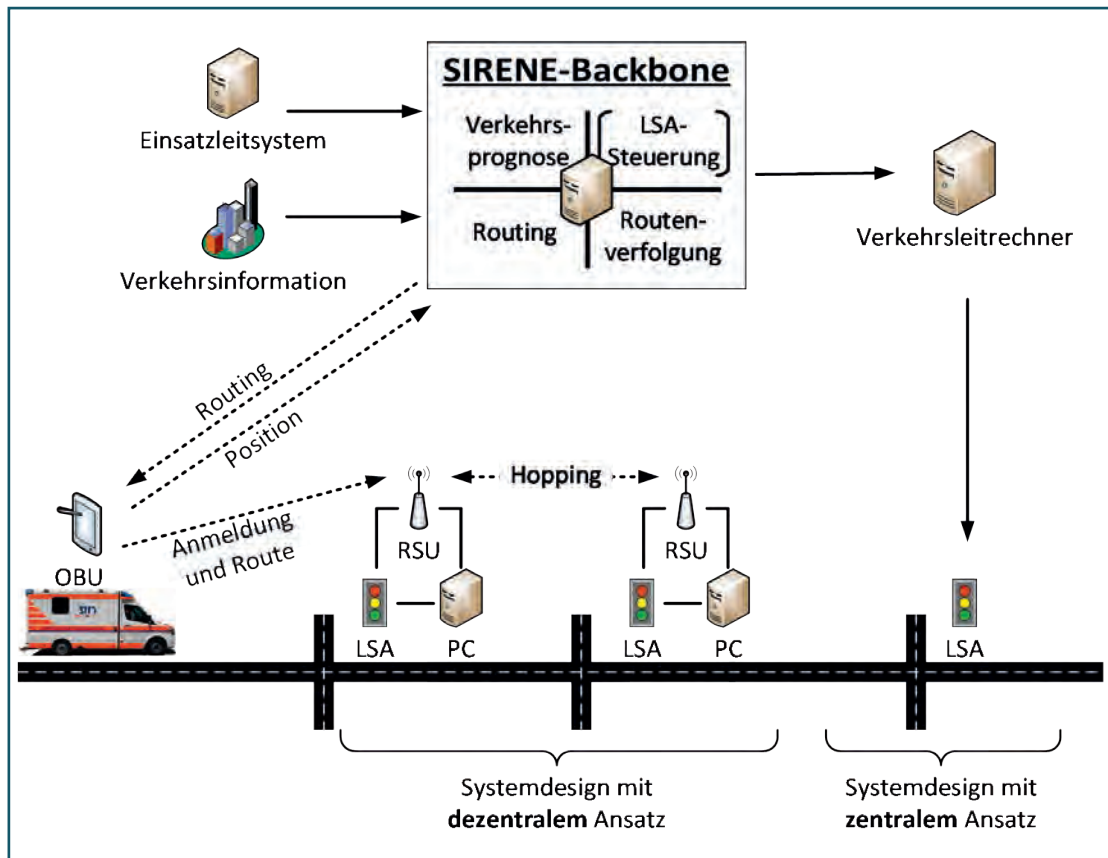 SIRENE-Backbone
Verkehrs-
prognose
LSA-
Steuerung
Routing
Routen-
verfolgung
Einsatzleitsystem
Verkehrsinformation
Verkehrsleitrechner
Routing
Position
Anmeldung
und Route
Hopping
OBU
RSU
RSU
LSA
PC
LSA
PC
LSA
Systemdesign mit
dezentralem Ansatz
Systemdesign mit
zentralem Ansatz